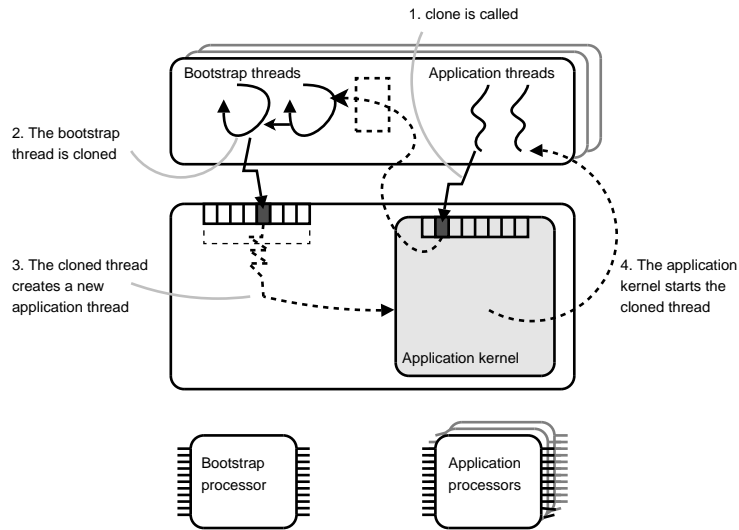 1. clone is called
Bootstrap threads
Application threads
2. The bootstrap
thread is cloned
3. The cloned thread
creates a new
application thread
4. The application
kernel starts the
cloned thread
Application kernel
Bootstrap
processor
Application
processors